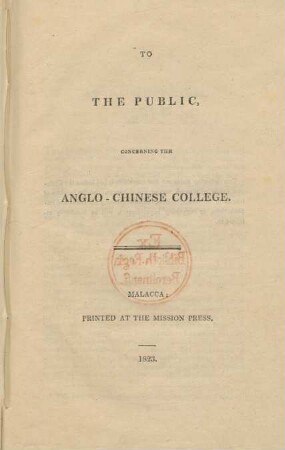 TO
THE PUBLIC,
CONCERNING THE
ANGLO-CHINESE COLLEGE.
MALACCA:
PRINTED AT THE MISSION PRESS,
1823.